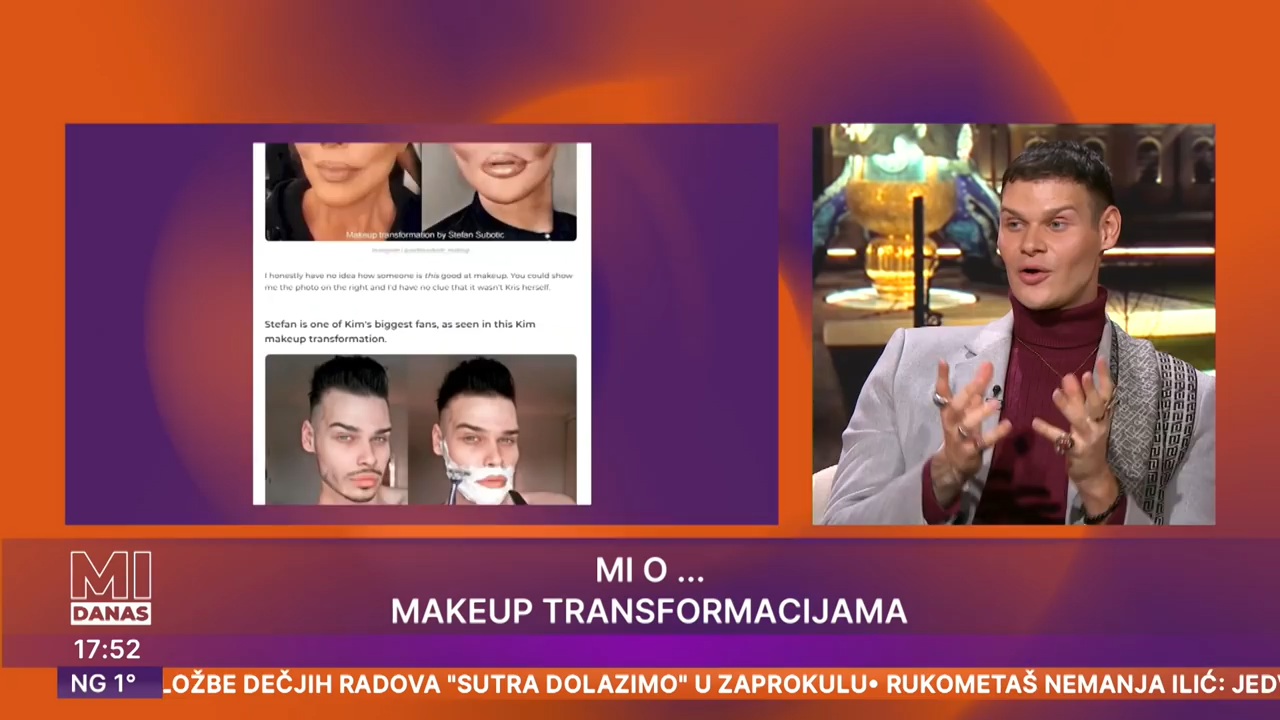 Makeup transformation by Stefan Subotic
I honestly have no idea how someone is this good at makeup. You could show
me the photo on the right and I'd have no clue that it wasn't Kris herself.
Stefan is one of Kim's biggest fans, as seen in this Kim
makeup transformation.
MI
DANAS
17:52
NG 1°
MI O ...
MAKEUP TRANSFORMACIJAMA
LOŽBE DEČJIH RADOVA "SUTRA DOLAZIMO" U ZAPROKULU• RUKOMETAŠ NEMANJA ILIĆ: JEDV